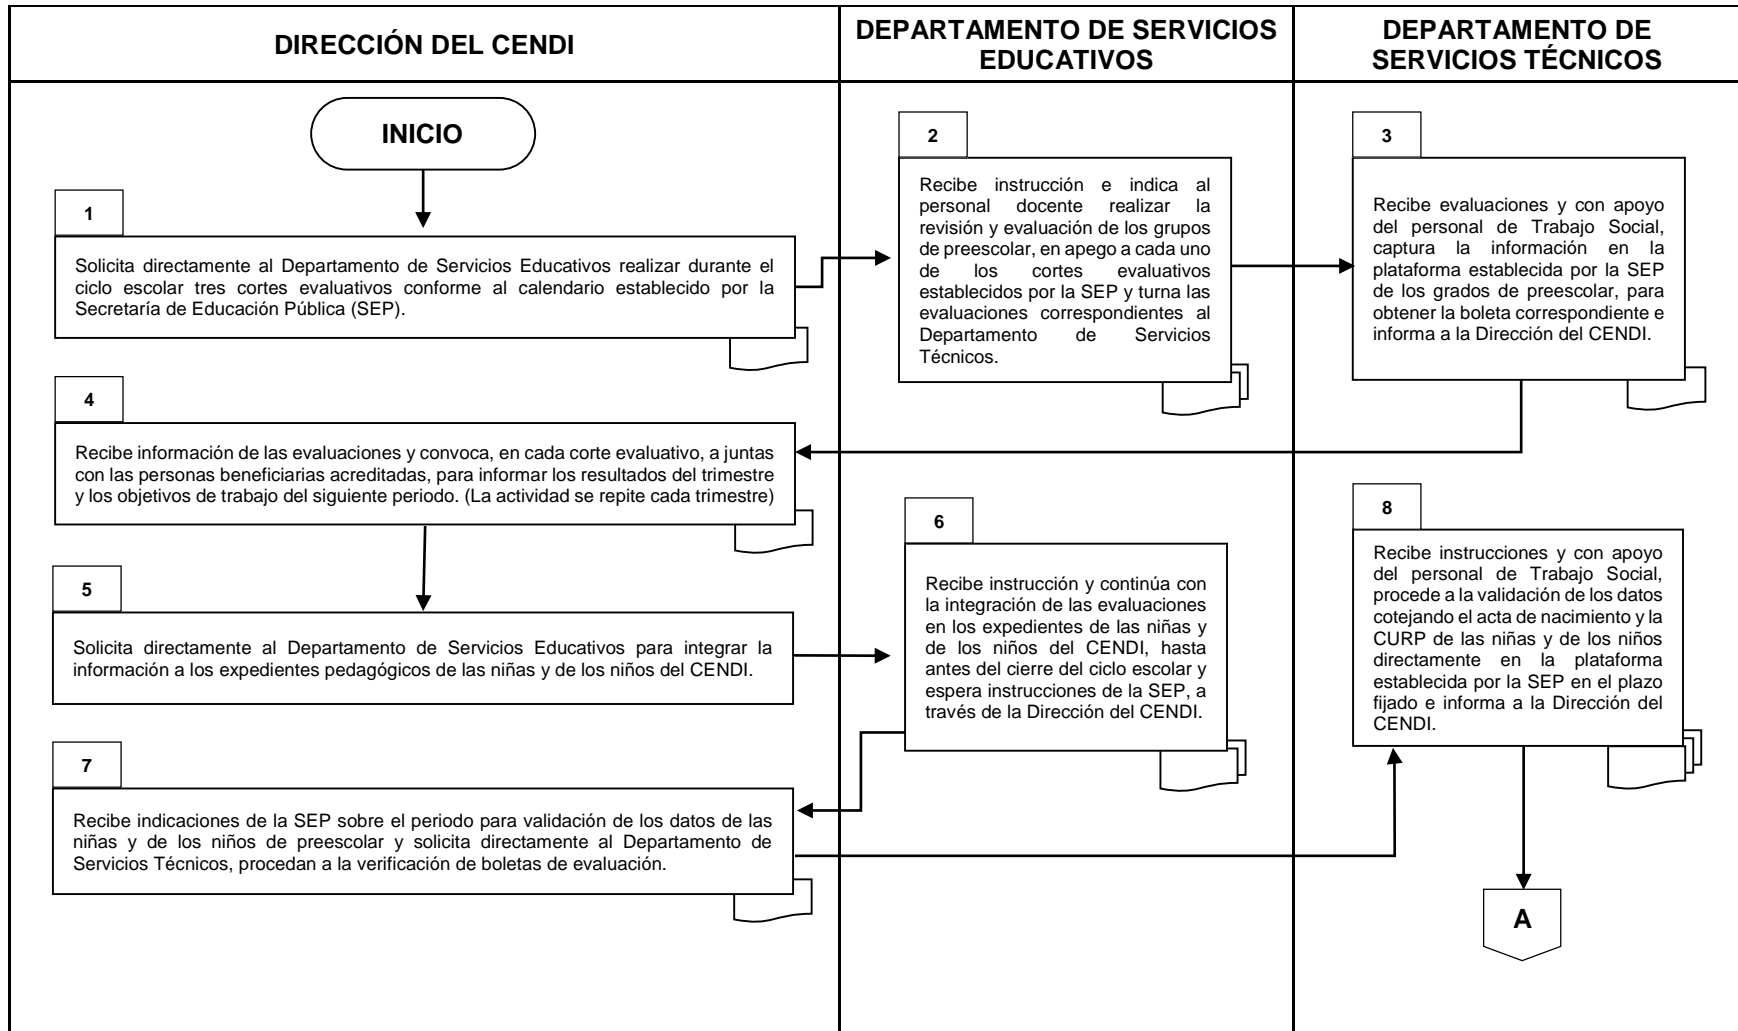 DIRECCIÓN DEL CENDI
DEPARTAMENTO DE SERVICIOS
EDUCATIVOS
DEPARTAMENTO DE
SERVICIOS TÉCNICOS
INICIO
1
Solicita directamente al Departamento de Servicios Educativos realizar durante el
ciclo escolar tres cortes evaluativos conforme al calendario establecido por la
Secretaría de Educación Pública (SEP).
2
Recibe instrucción e indica al
personal docente realizar la
revisión y evaluación de los grupos
de preescolar, en apego a cada uno
de los cortes evaluativos
establecidos por la SEP y turna las
evaluaciones correspondientes al
Departamento de Servicios
Técnicos.
3
Recibe evaluaciones y con apoyo
del personal de Trabajo Social,
captura la información en la
plataforma establecida por la SEP
de los grados de preescolar, para
obtener la boleta correspondiente e
informa a la Dirección del CENDI.
4
Recibe información de las evaluaciones y convoca, en cada corte evaluativo, a juntas
con las personas beneficiarias acreditadas, para informar los resultados del trimestre
y los objetivos de trabajo del siguiente periodo. (La actividad se repite cada trimestre)
5
Solicita directamente al Departamento de Servicios Educativos para integrar la
información a los expedientes pedagógicos de las niñas y de los niños del CENDI.
6
Recibe instrucción y continúa con
la integración de las evaluaciones
en los expedientes de las niñas y
de los niños del CENDI, hasta
antes del cierre del ciclo escolar y
espera instrucciones de la SEP, a
través de la Dirección del CENDI.
7
Recibe indicaciones de la SEP sobre el periodo para validación de los datos de las
niñas y de los niños de preescolar y solicita directamente al Departamento de
Servicios Técnicos, procedan a la verificación de boletas de evaluación.
8
Recibe instrucciones y con apoyo
del personal de Trabajo Social,
procede a la validación de los datos
cotejando el acta de nacimiento y la
CURP de las niñas y de los niños
directamente en la plataforma
establecida por la SEP en el plazo
fijado e informa a la Dirección del
CENDI.
A